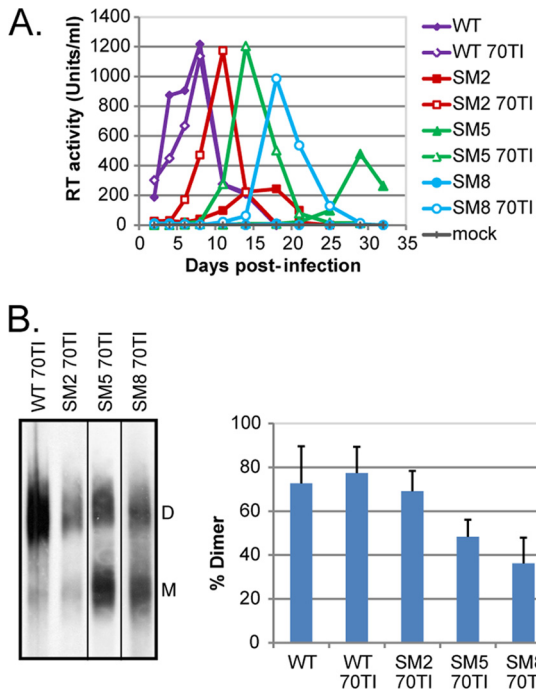 A.
RT activity (Units/ml)
1400
1200
1000
800
600
400
200
0
0 5 10 15 20 25 30 35
Days post-infection
WT
WT 70TI
SM2
SM2 70TI
SM5
SM5 70TI
SM8
SM8 70TI
mock
B.
WT 70TI
SM2 70TI
SM5 70TI
SM8 70TI
D
M
% Dimer
100
80
60
40
20
0
WT
WT 70TI
SM2 70TI
SM5 70TI